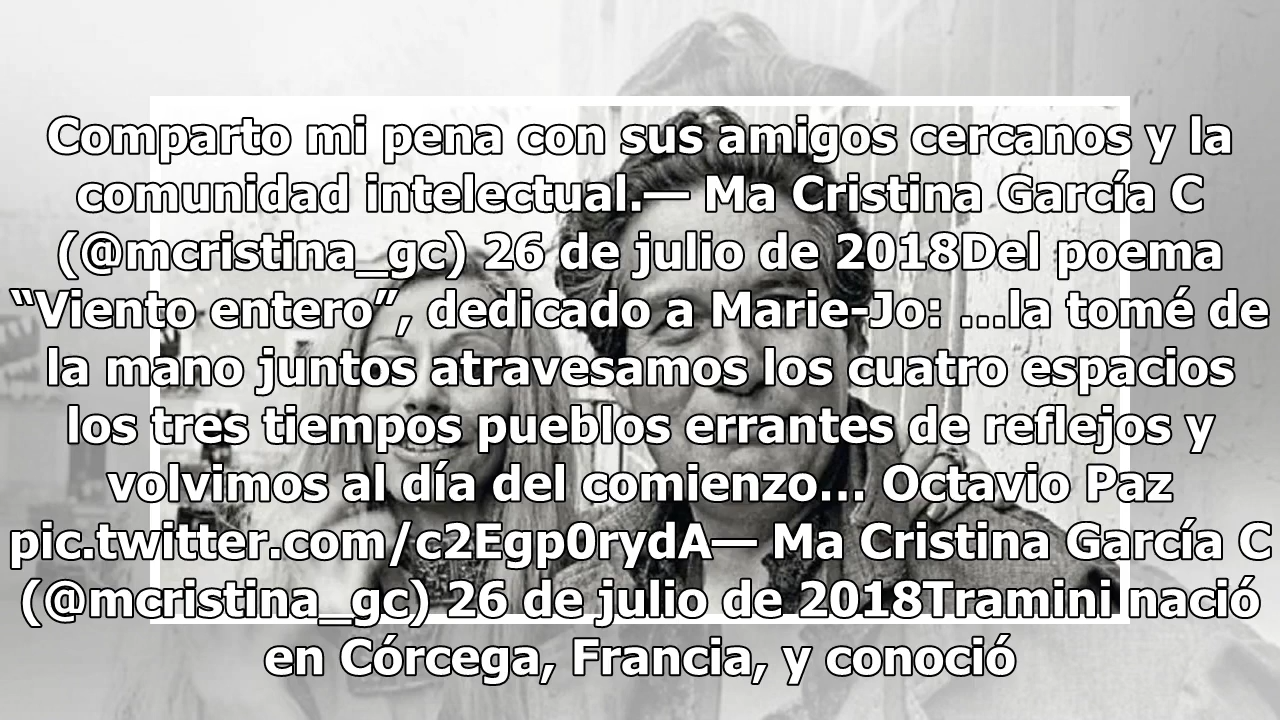 Comparto mi pena con sus amigos cercanos y la
comunidad intelectual.— Ma Cristina García C
(@mcristina_gc) 26 de julio de 2018Del poema
“Viento entero”, dedicado a Marie-Jo: ...la tomé de
la mano juntos atravesamos los cuatro espacios
los tres tiempos pueblos errantes de reflejos y
volvimos al día del comienzo... Octavio Paz
pic.twitter.com/c2Egp0rydA— Ma Cristina García C
(@mcristina_gc) 26 de julio de 2018Tramini nació
en Córcega, Francia, y conoció